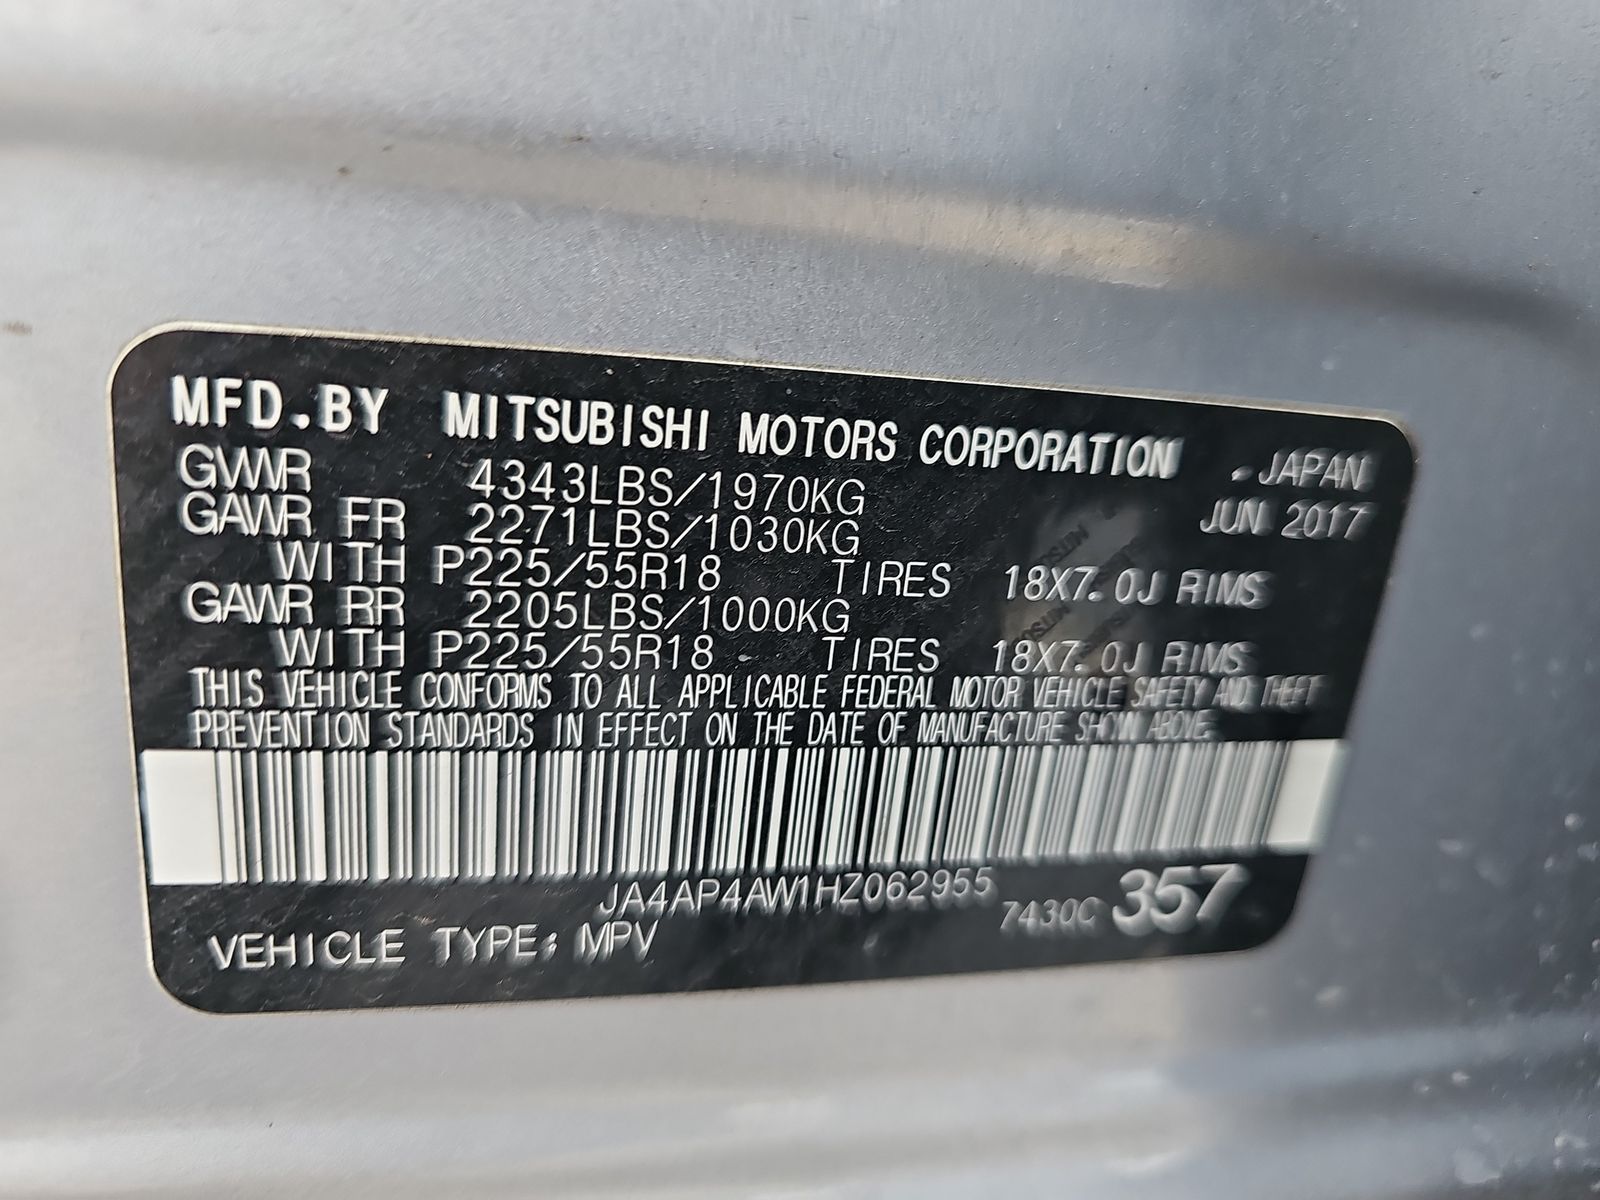 MFD.BY MITSUBISHI MOTORS CORPORATION .JAPAN
GVWR 4343LBS/1970KG JUN 2017
GAWR FR 2271LBS/1030KG
WITH P225/55R18 TIRES 18X7.0J RIMS
GAWR RR 2205LBS/1000KG
WITH P225/55R18 TIRES 18X7.0J RIMS
THIS VEHICLE CONFORMS TO ALL APPLICABLE FEDERAL MOTOR VEHICLE SAFETY AND THEFT
PREVENTION STANDARDS IN EFFECT ON THE DATE OF MANUFACTURE SHOWN ABOVE.
JA4AP4AW1HZ062955 7430C 357
VEHICLE TYPE: MPV